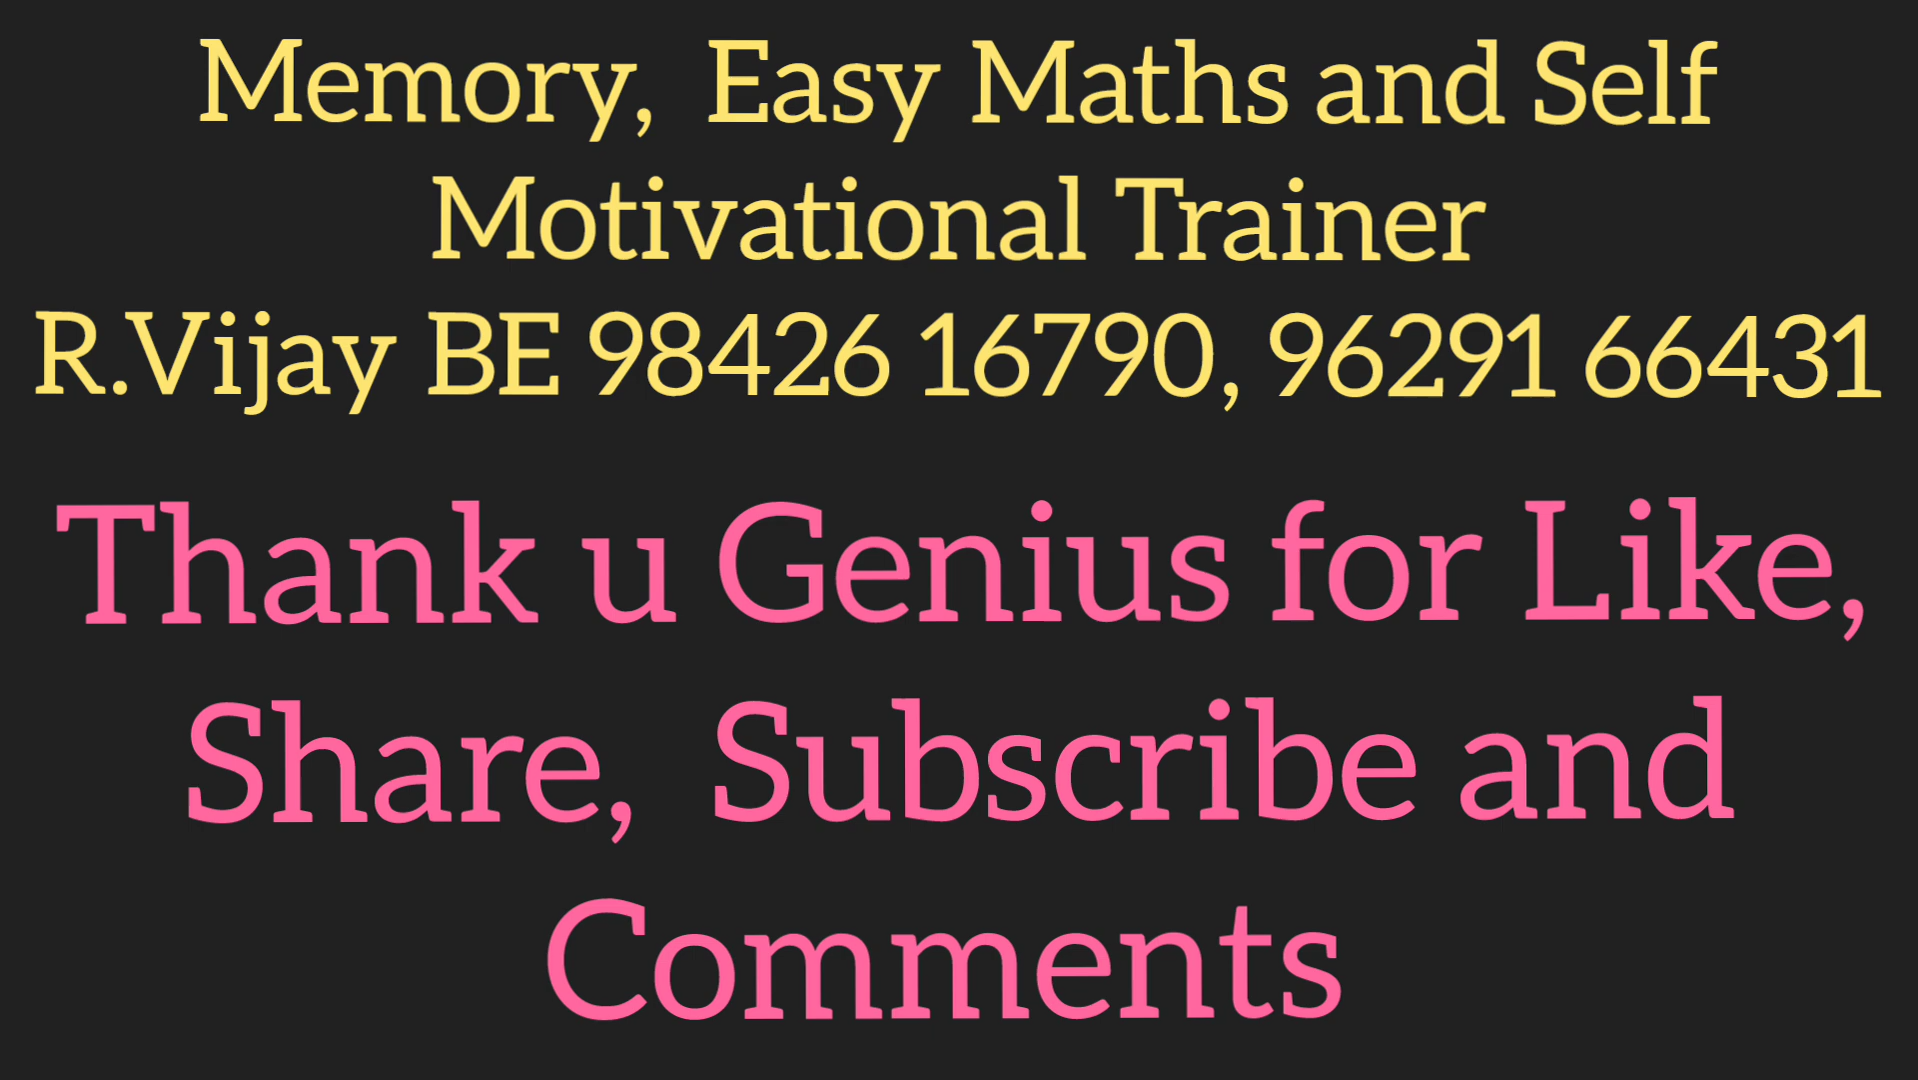 Memory, Easy Maths and Self
Motivational Trainer
R.Vijay BE 98426 16790, 96291 66431
Thank u Genius for Like,
Share, Subscribe and
Comments